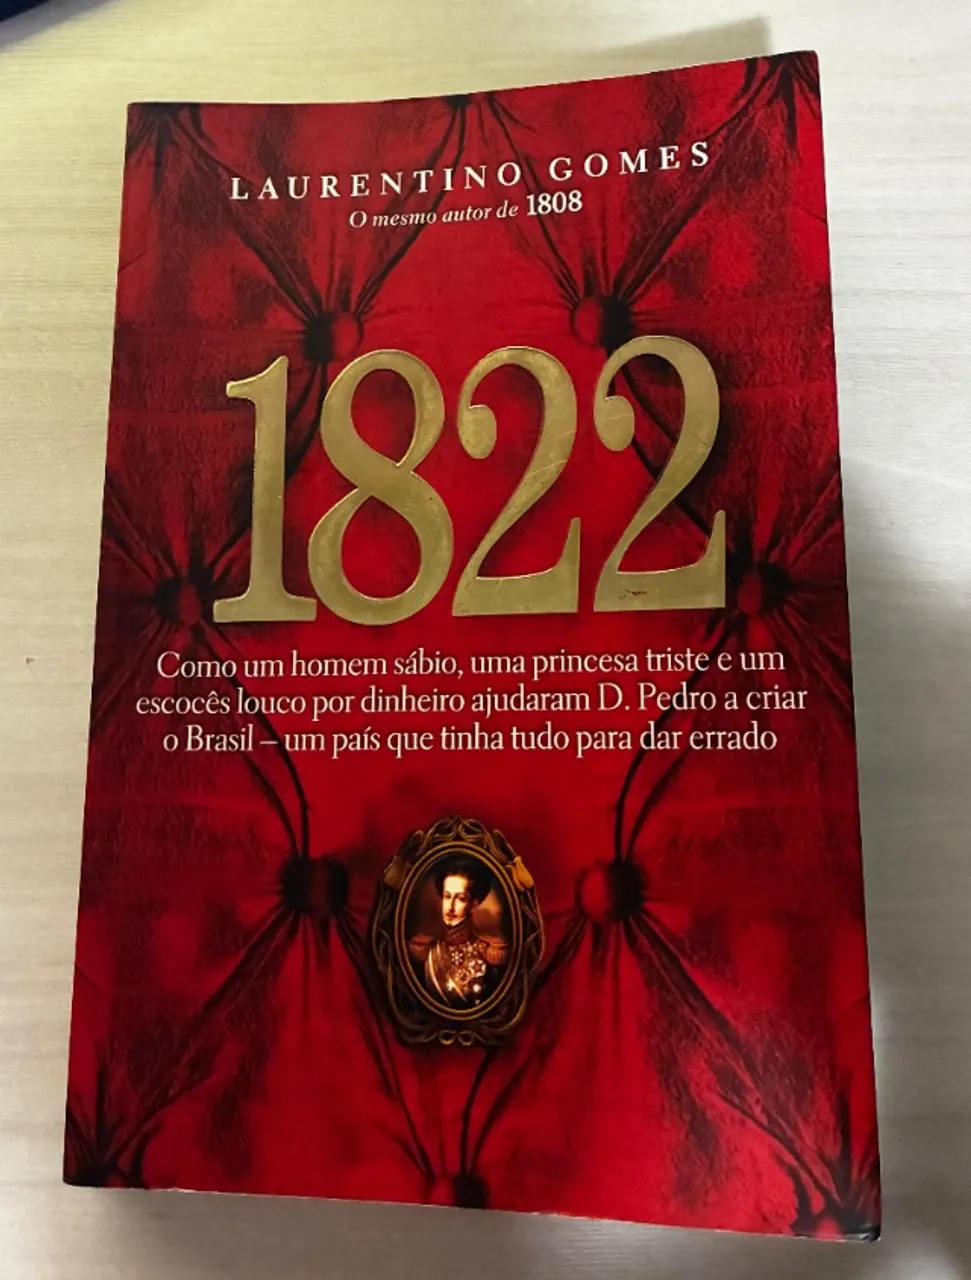 LAURENTINO GOMES
O mesmo autor de 1808
1822
Como um homem sábio, uma princesa triste e um
escocês louco por dinheiro ajudaram D. Pedro a criar
o Brasil – um país que tinha tudo para dar errado